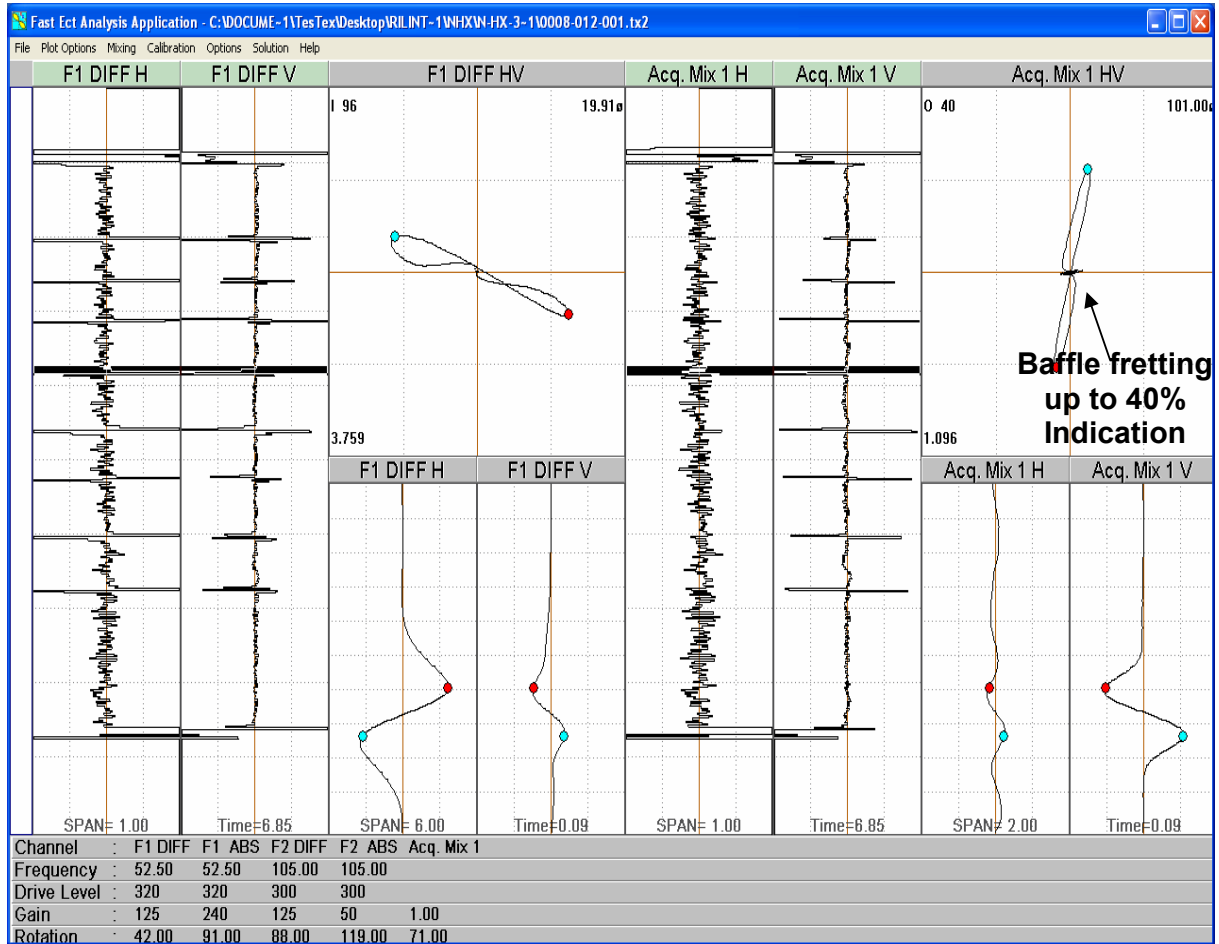 Fast Ect Analysis Application - C:\DOCUME~1\TesTex\Desktop\RILINT~1\NHX\N-HX-3~1\0008-012-001.tx2
File Plot Options Mixing Calibration Options Solution Help
F1 DIFF H F1 DIFF V F1 DIFF HV Acq. Mix 1 H Acq. Mix 1 V Acq. Mix 1 HV
I 96 19.91ø O 40 101.00ø
Baffle fretting
up to 40%
Indication
3.759 1.096
F1 DIFF H F1 DIFF V Acq. Mix 1 H Acq. Mix 1 V
SPAN= 1.00 Time=6.85 SPAN= 6.00 Time=0.09 SPAN= 1.00 Time=6.85 SPAN= 2.00 Time=0.09
Channel : F1 DIFF F1 ABS F2 DIFF F2 ABS Acq. Mix 1
Frequency : 52.50 52.50 105.00 105.00
Drive Level : 320 320 300 300
Gain : 125 240 125 50 1.00
Rotation : 42.00 91.00 88.00 119.00 71.00